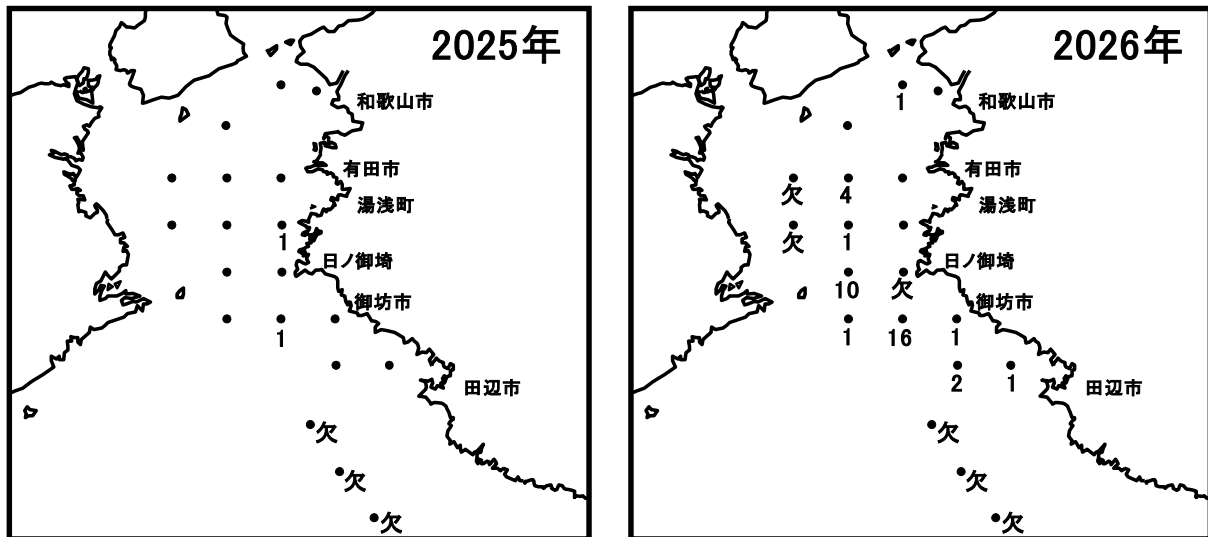 2025年
和歌山市
有田市
湯浅町
1
日ノ御埼
御坊市
1
田辺市
欠
欠
欠
2026年
1
和歌山市
有田市
欠 4
湯浅町
欠 1
日ノ御埼
10 欠
御坊市
1 16 1
2 1
田辺市
欠
欠
欠